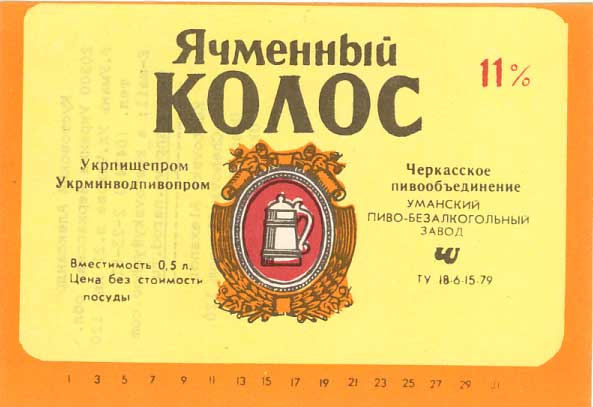 Ячменный
КОЛОС
11%
Укрпищепром
Укрминводпивопром
Черкасское
пивообъединение
УМАНСКИЙ
ПИВО-БЕЗАЛКОГОЛЬНЫЙ
ЗАВОД
ТУ 18-6-15-79
Вместимость 0,5 л.
Цена без стоимости
посуды
1 3 5 7 9 11 13 15 17 19 21 23 25 27 29 31